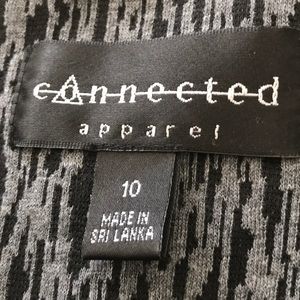 connected
apparel
10
MADE IN
SRI LANKA